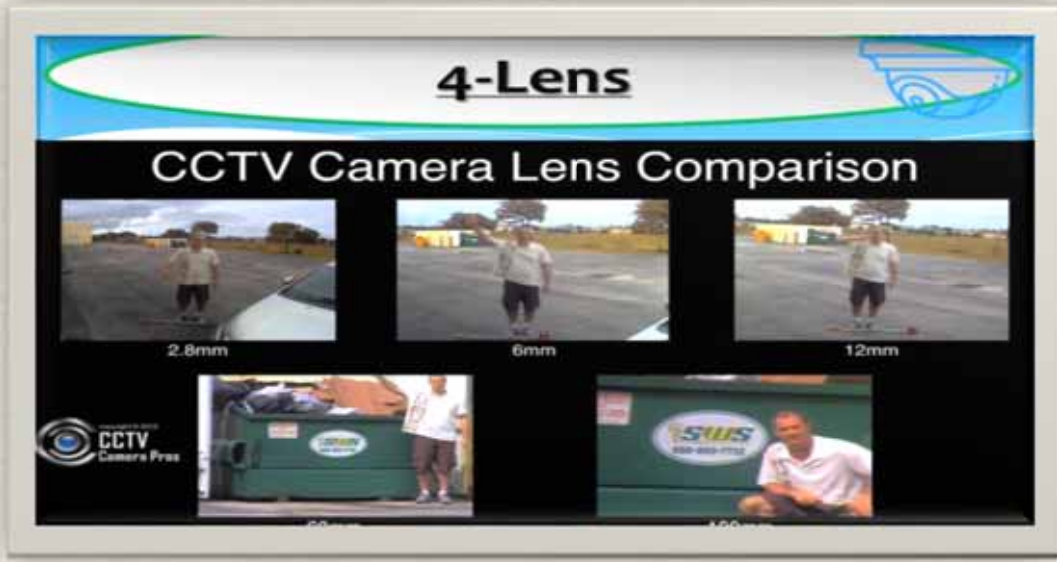 4-Lens
CCTV Camera Lens Comparison
2.8mm
6mm
12mm
SWS
SWS
CCTV
Camera Pros